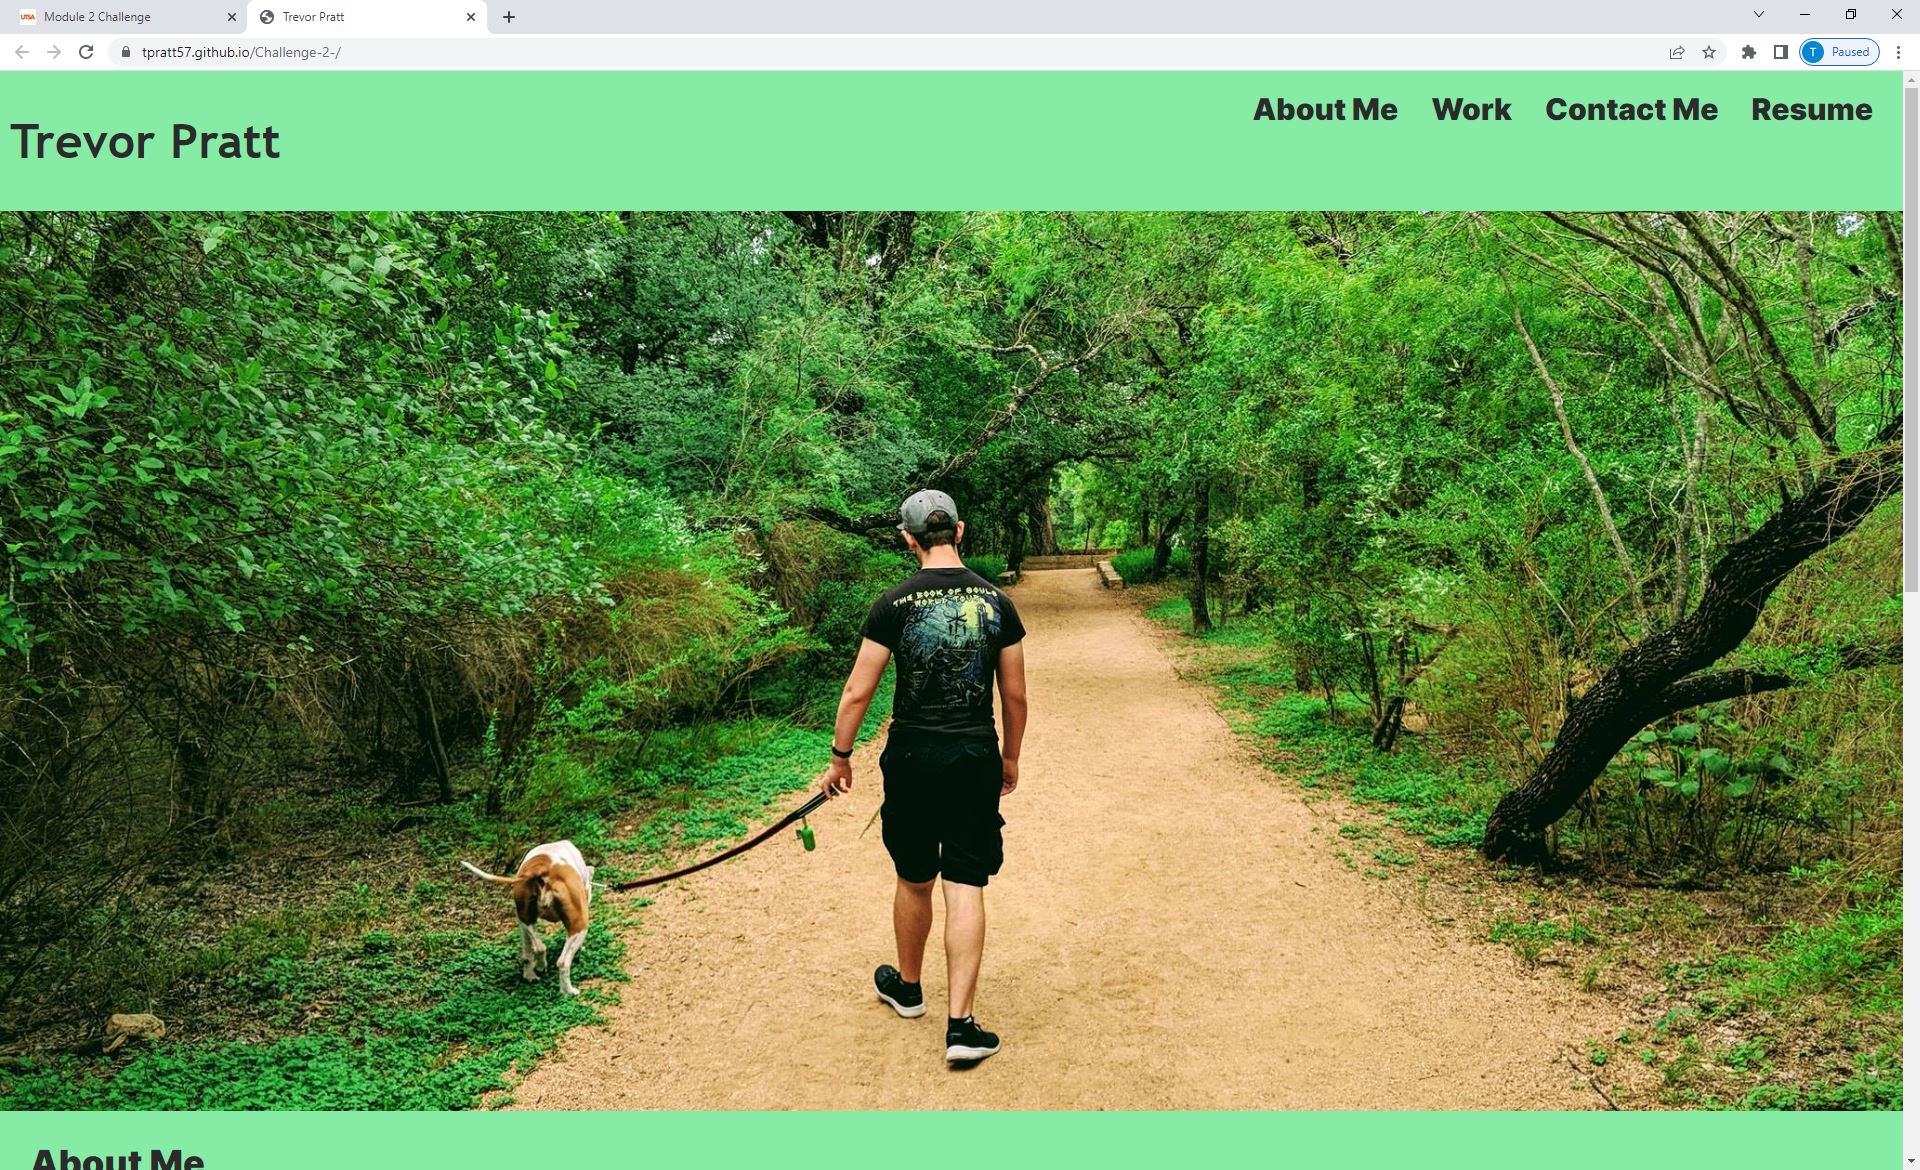 UTSA
Module 2 Challenge
Trevor Pratt
tpratt57.github.io/Challenge-2-/
T
Paused
About Me
Work
Contact Me
Resume
Trevor Pratt
THE BOOK OF SOULS
WORLD TOUR
About Me